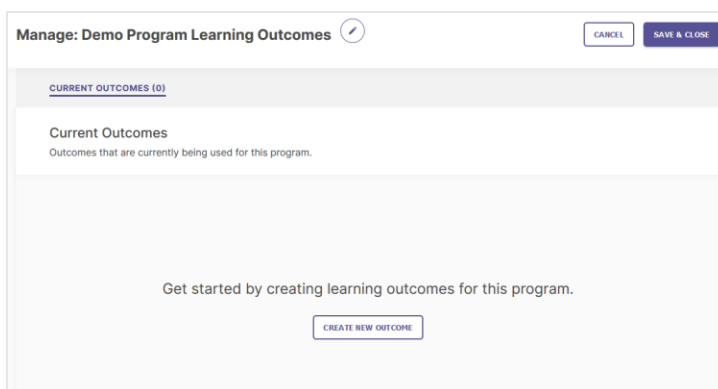 Manage: Demo Program Learning Outcomes
CANCEL
SAVE & CLOSE
CURRENT OUTCOMES (0)
Current Outcomes
Outcomes that are currently being used for this program.
Get started by creating learning outcomes for this program.
CREATE NEW OUTCOME